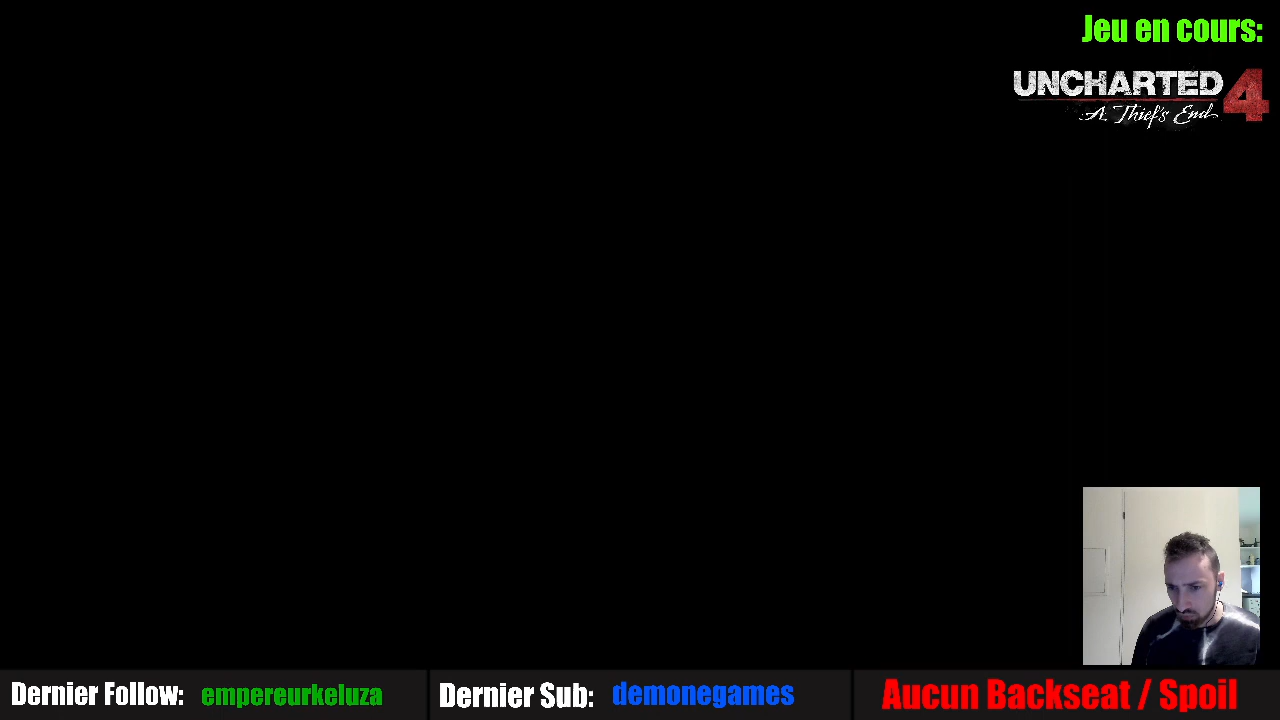 Jeu en cours:
UNCHARTED 4
A Thief's End
Dernier Follow: empereurkeluza
Dernier Sub: demonegames
Aucun Backseat / Spoil